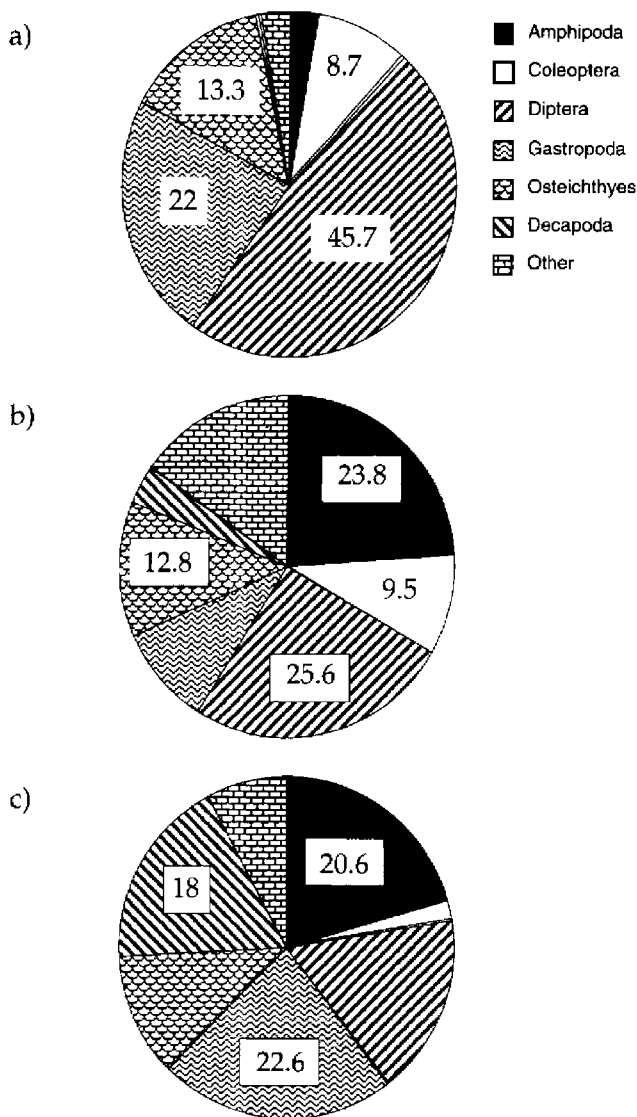 a)
8.7
13.3
22
45.7
Amphipoda
Coleoptera
Diptera
Gastropoda
Osteichthyes
Decapoda
Other
b)
23.8
9.5
12.8
25.6
c)
20.6
18
22.6